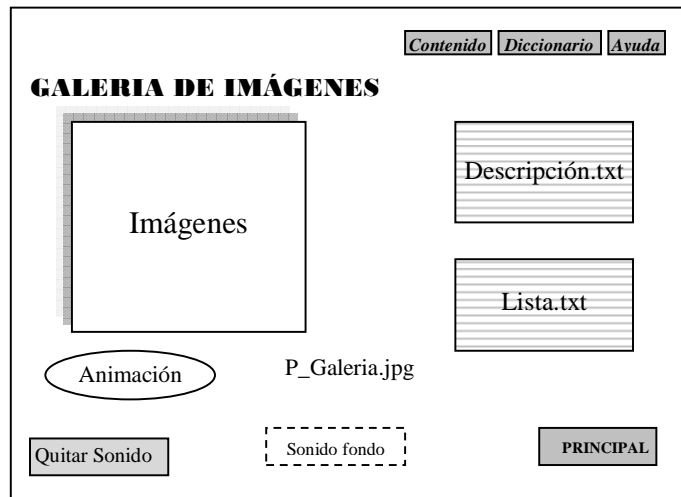 Contenido Diccionario Ayuda
GALERIA DE IMÁGENES
Imágenes
Descripción.txt
Lista.txt
Animación
P_Galeria.jpg
Quitar Sonido
Sonido fondo
PRINCIPAL